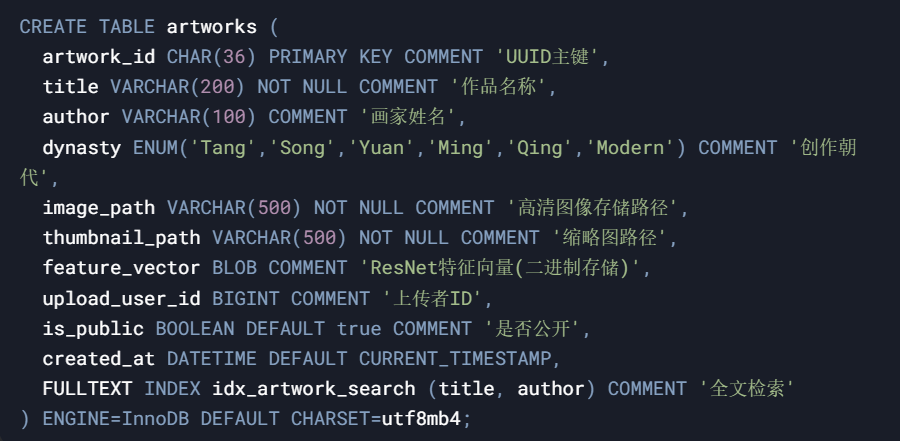 CREATE TABLE artworks (
  artwork_id CHAR(36) PRIMARY KEY COMMENT 'UUID主键',
  title VARCHAR(200) NOT NULL COMMENT '作品名称',
  author VARCHAR(100) COMMENT '画家姓名',
  dynasty ENUM('Tang','Song','Yuan','Ming','Qing','Modern') COMMENT '创作朝
代',
  image_path VARCHAR(500) NOT NULL COMMENT '高清图像存储路径',
  thumbnail_path VARCHAR(500) NOT NULL COMMENT '缩略图路径',
  feature_vector BLOB COMMENT 'ResNet特征向量(二进制存储)',
  upload_user_id BIGINT COMMENT '上传者ID',
  is_public BOOLEAN DEFAULT true COMMENT '是否公开',
  created_at DATETIME DEFAULT CURRENT_TIMESTAMP,
  FULLTEXT INDEX idx_artwork_search (title, author) COMMENT '全文检索'
) ENGINE=InnoDB DEFAULT CHARSET=utf8mb4;